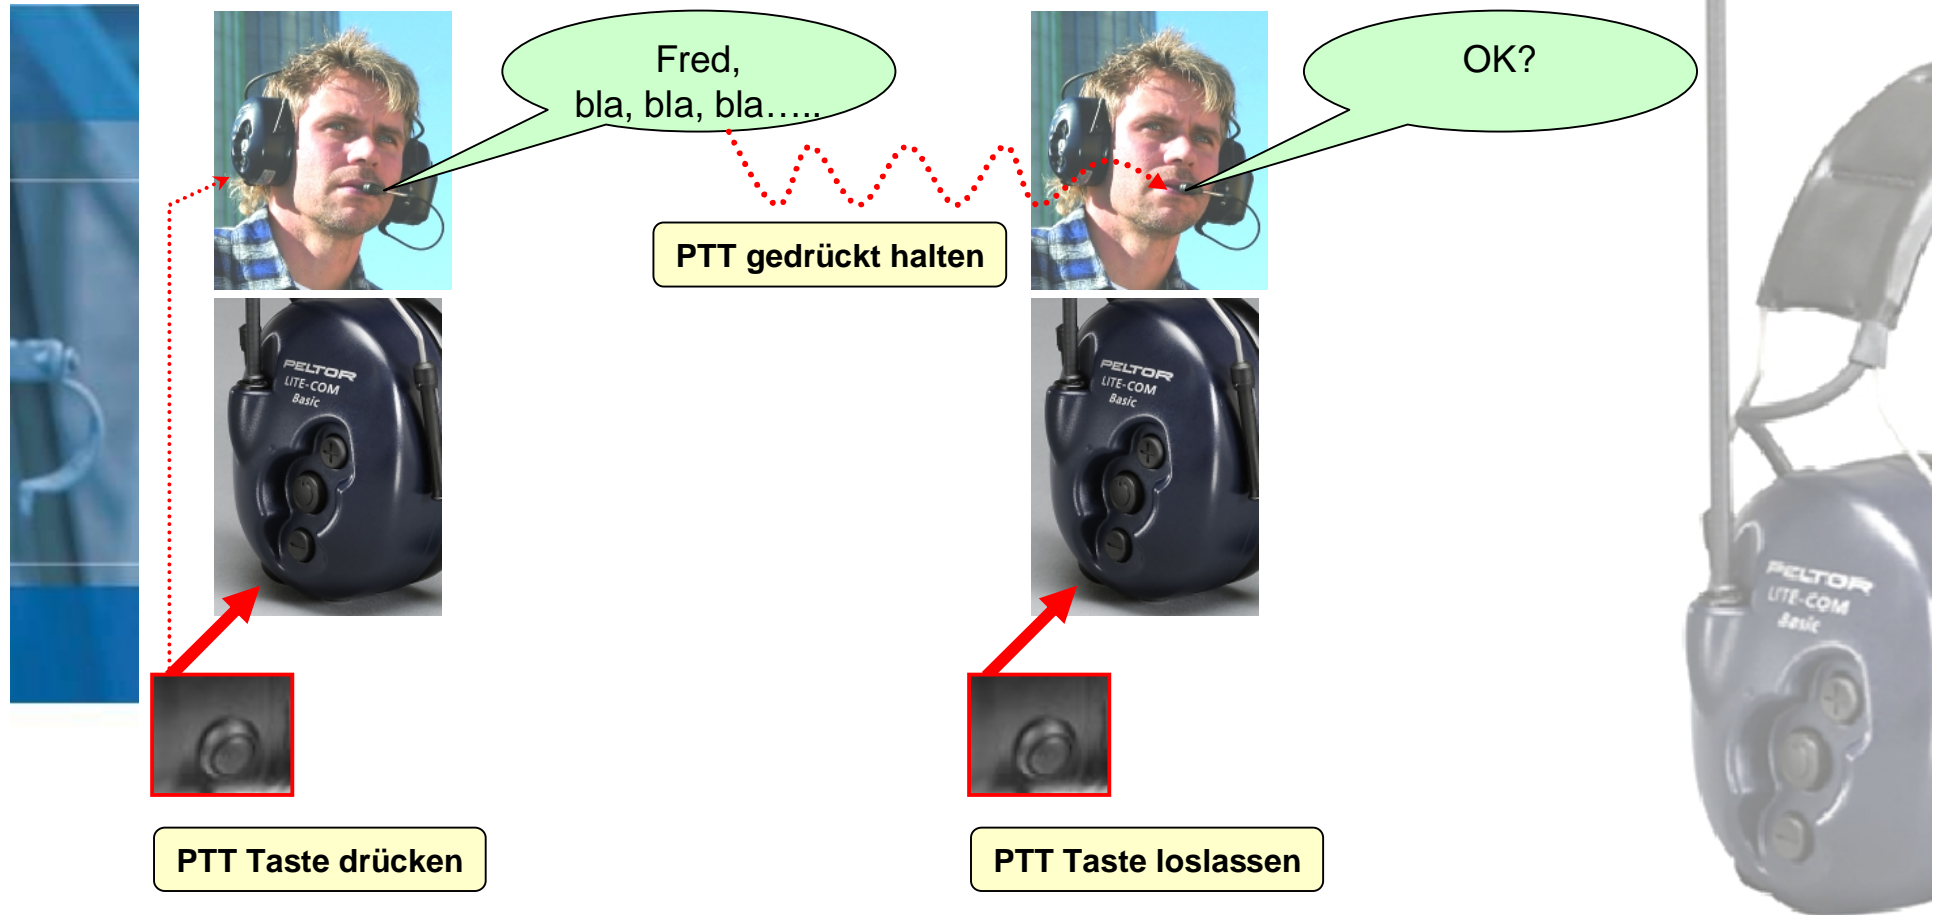 Fred,
bla, bla, bla…..
OK?
PTT gedrückt halten
PELTOR
LITE-COM
Basic
PELTOR
LITE-COM
Basic
PELTOR
LITE-COM
Basic
PTT Taste drücken
PTT Taste loslassen